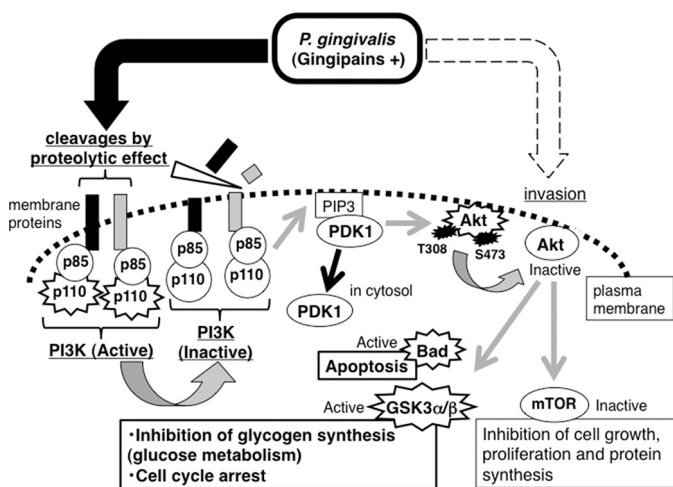 P. gingivalis
(Gingipains +)
cleavages by
proteolytic effect
invasion
membrane
proteins
PIP3
PDK1
Akt
T308
S473
Akt
Inactive
p85
p110
p85
p110
p85
p110
p85
p110
plasma
membrane
in cytosol
PDK1
PI3K (Active)
PI3K
(Inactive)
Active
Bad
Apoptosis
Active
GSK3α/β
mTOR
Inactive
・Inhibition of glycogen synthesis
(glucose metabolism)
・Cell cycle arrest
Inhibition of cell growth,
proliferation and protein
synthesis